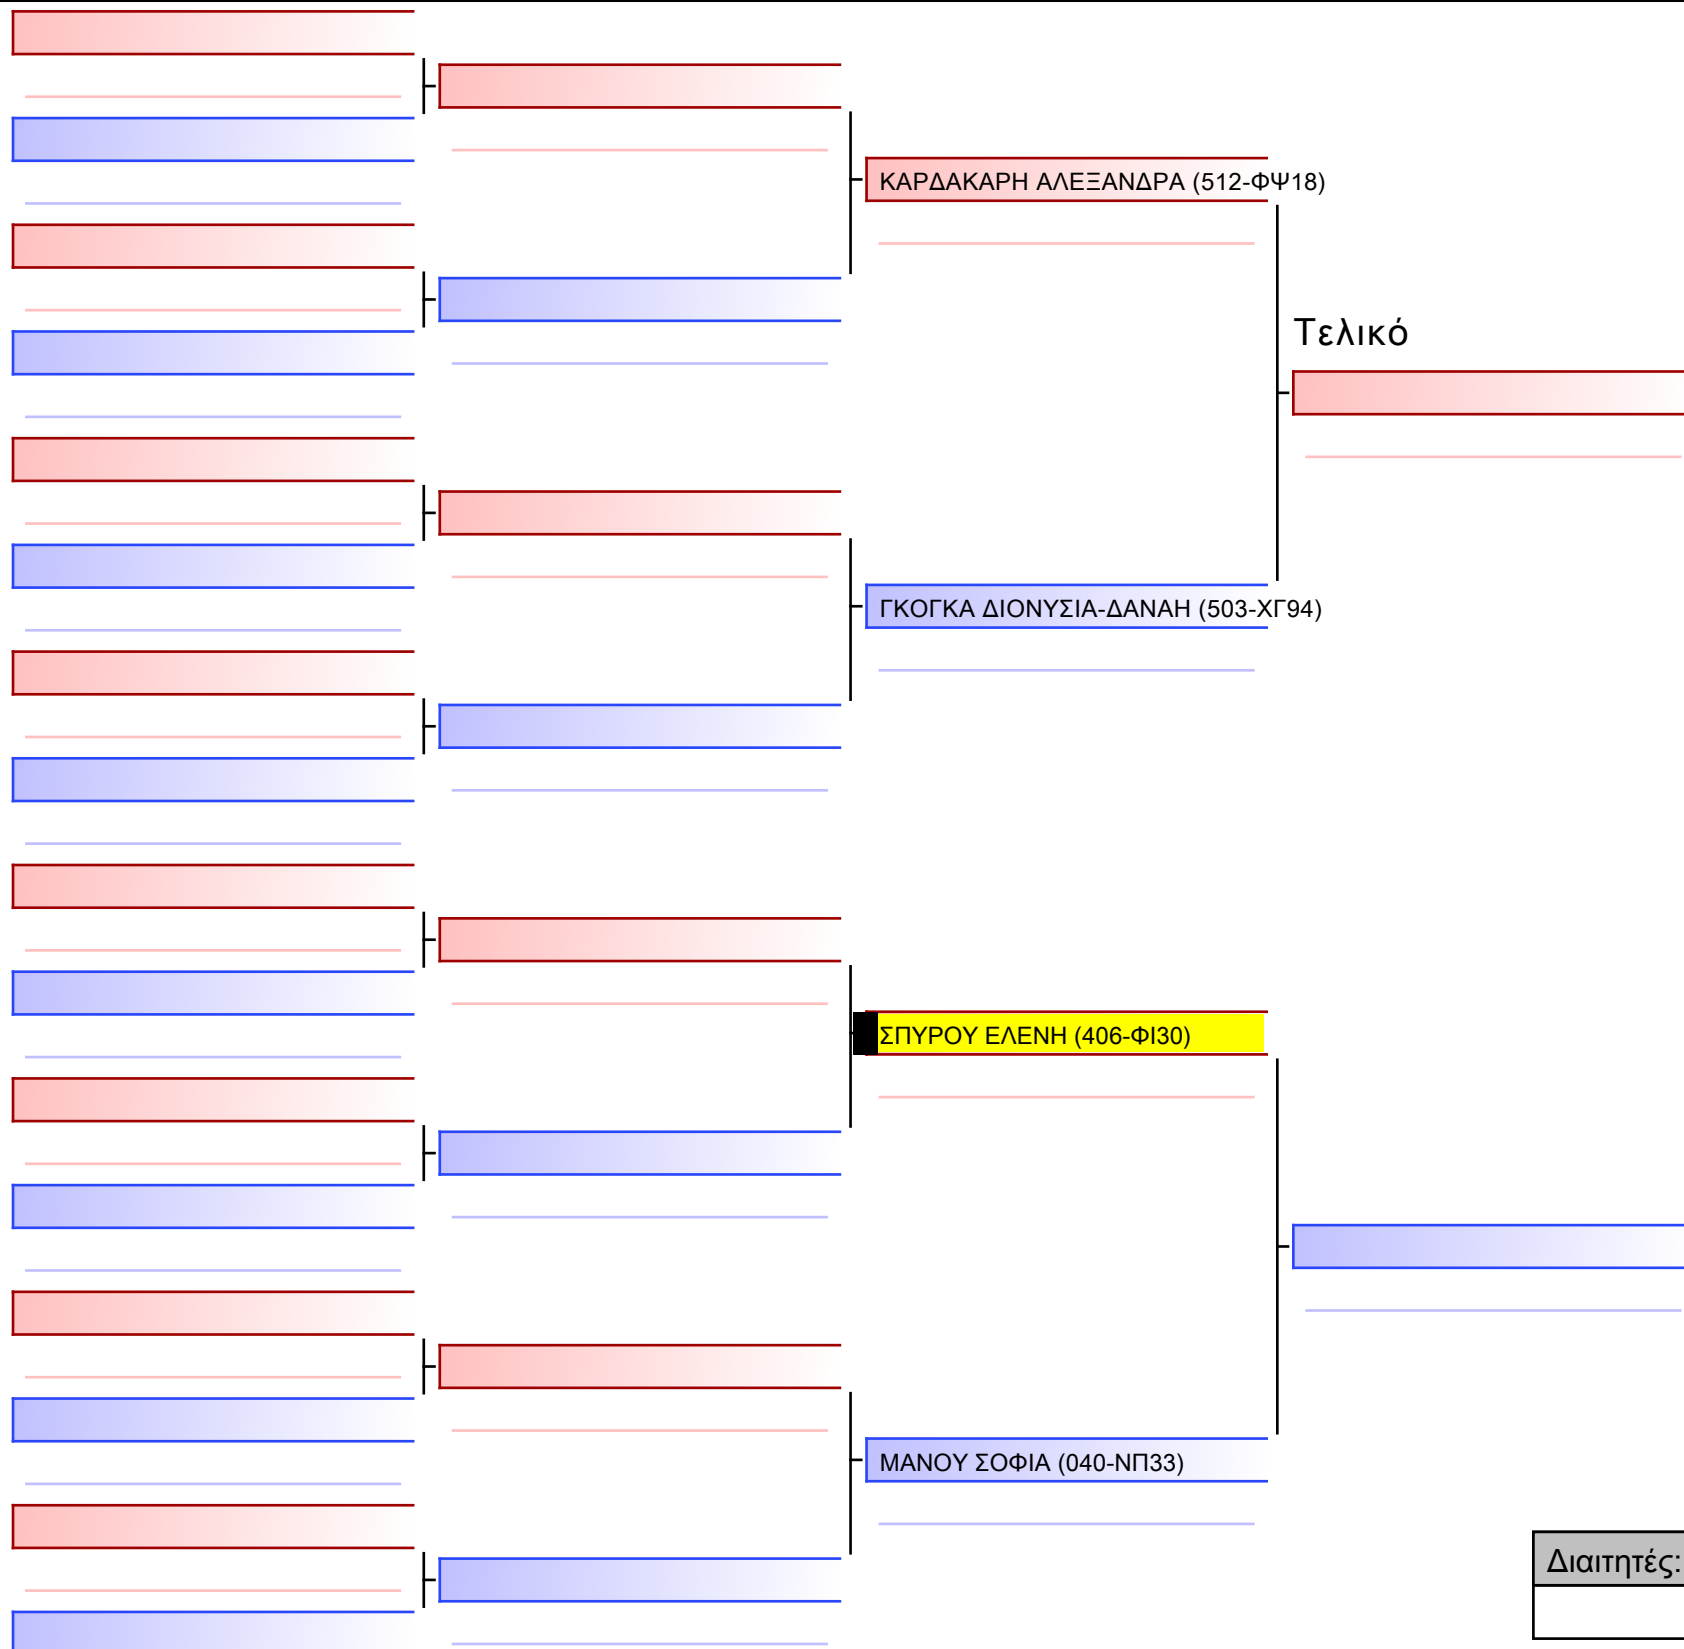 ΚΑΡΔΑΚΑΡΗ ΑΛΕΞΑΝΔΡΑ (512-ΦΨ18)
Τελικό
ΓΚΟΓΚΑ ΔΙΟΝΥΣΙΑ-ΔΑΝΑΗ (503-ΧΓ94)
ΣΠΥΡΟΥ ΕΛΕΝΗ (406-ΦΙ30)
ΜΑΝΟΥ ΣΟΦΙΑ (040-ΝΠ33)
Διαιτητές: